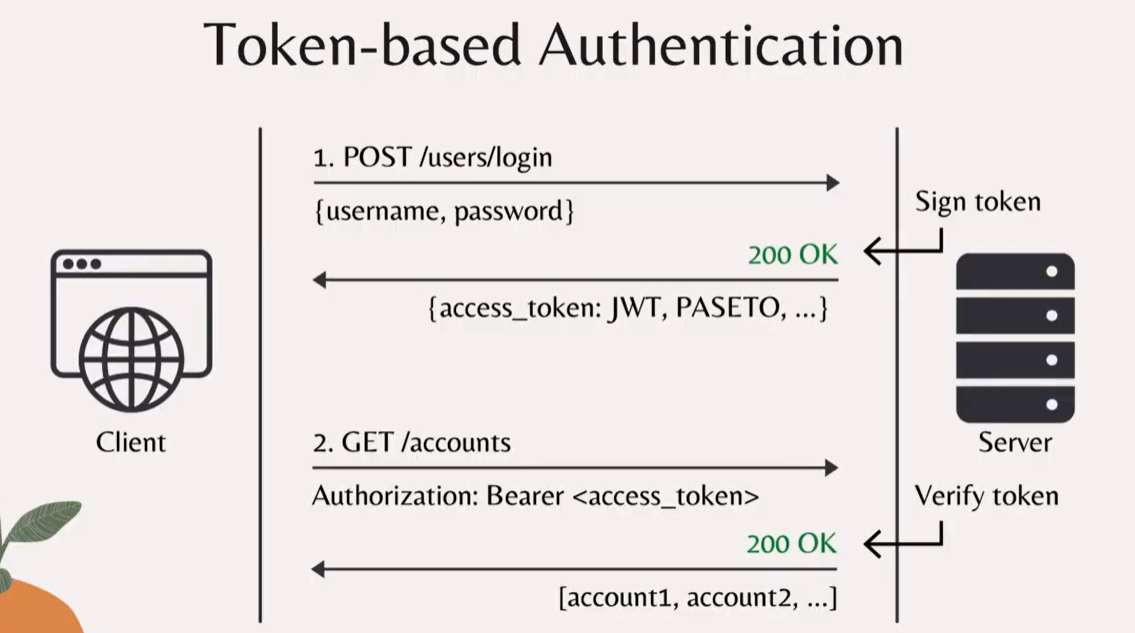 Token-based Authentication
1. POST /users/login
{username, password}
Sign token
200 OK
{access_token: JWT, PASETO, ...}
Client
Server
2. GET /accounts
Authorization: Bearer <access_token>
Verify token
200 OK
[account1, account2, ...]